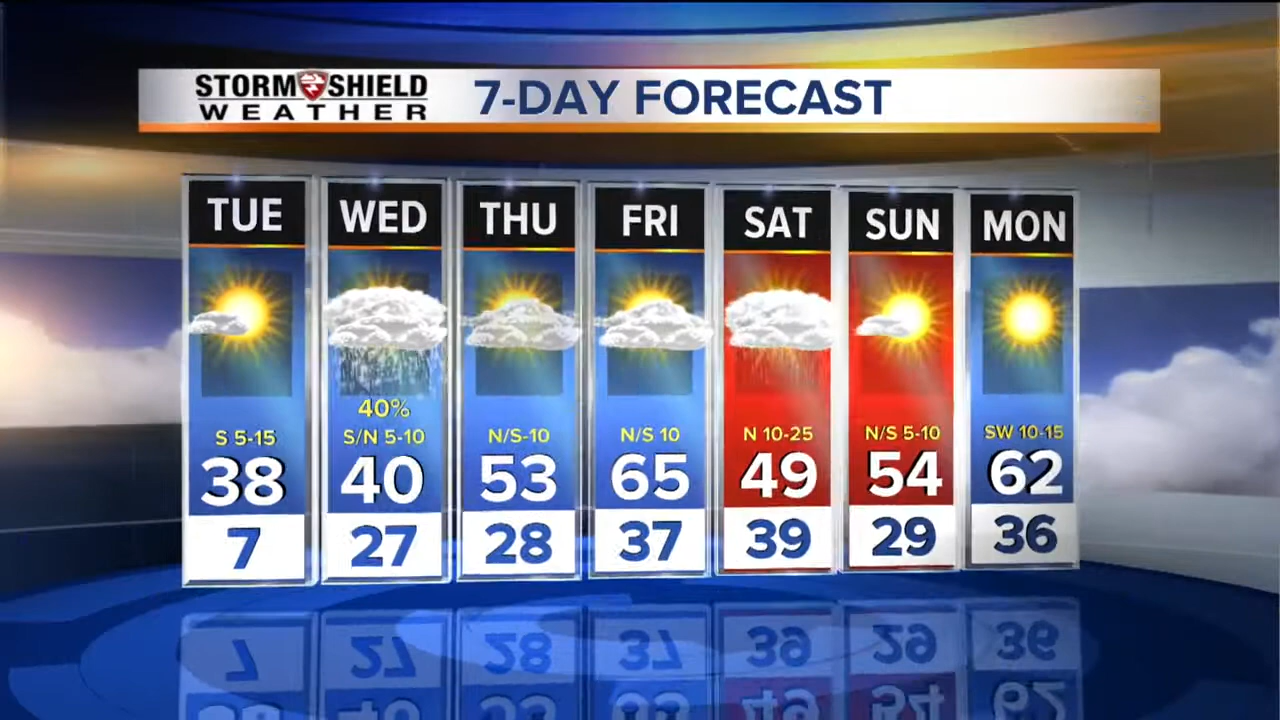 STORM SHIELD
WEATHER
7-DAY FORECAST
TUE WED THU FRI SAT SUN MON
40%
S 5-15 S/N 5-10 N/S-10 N/S 10 N 10-25 N/S 5-10 SW 10-15
38 40 53 65 49 54 62
7 27 28 37 39 29 36